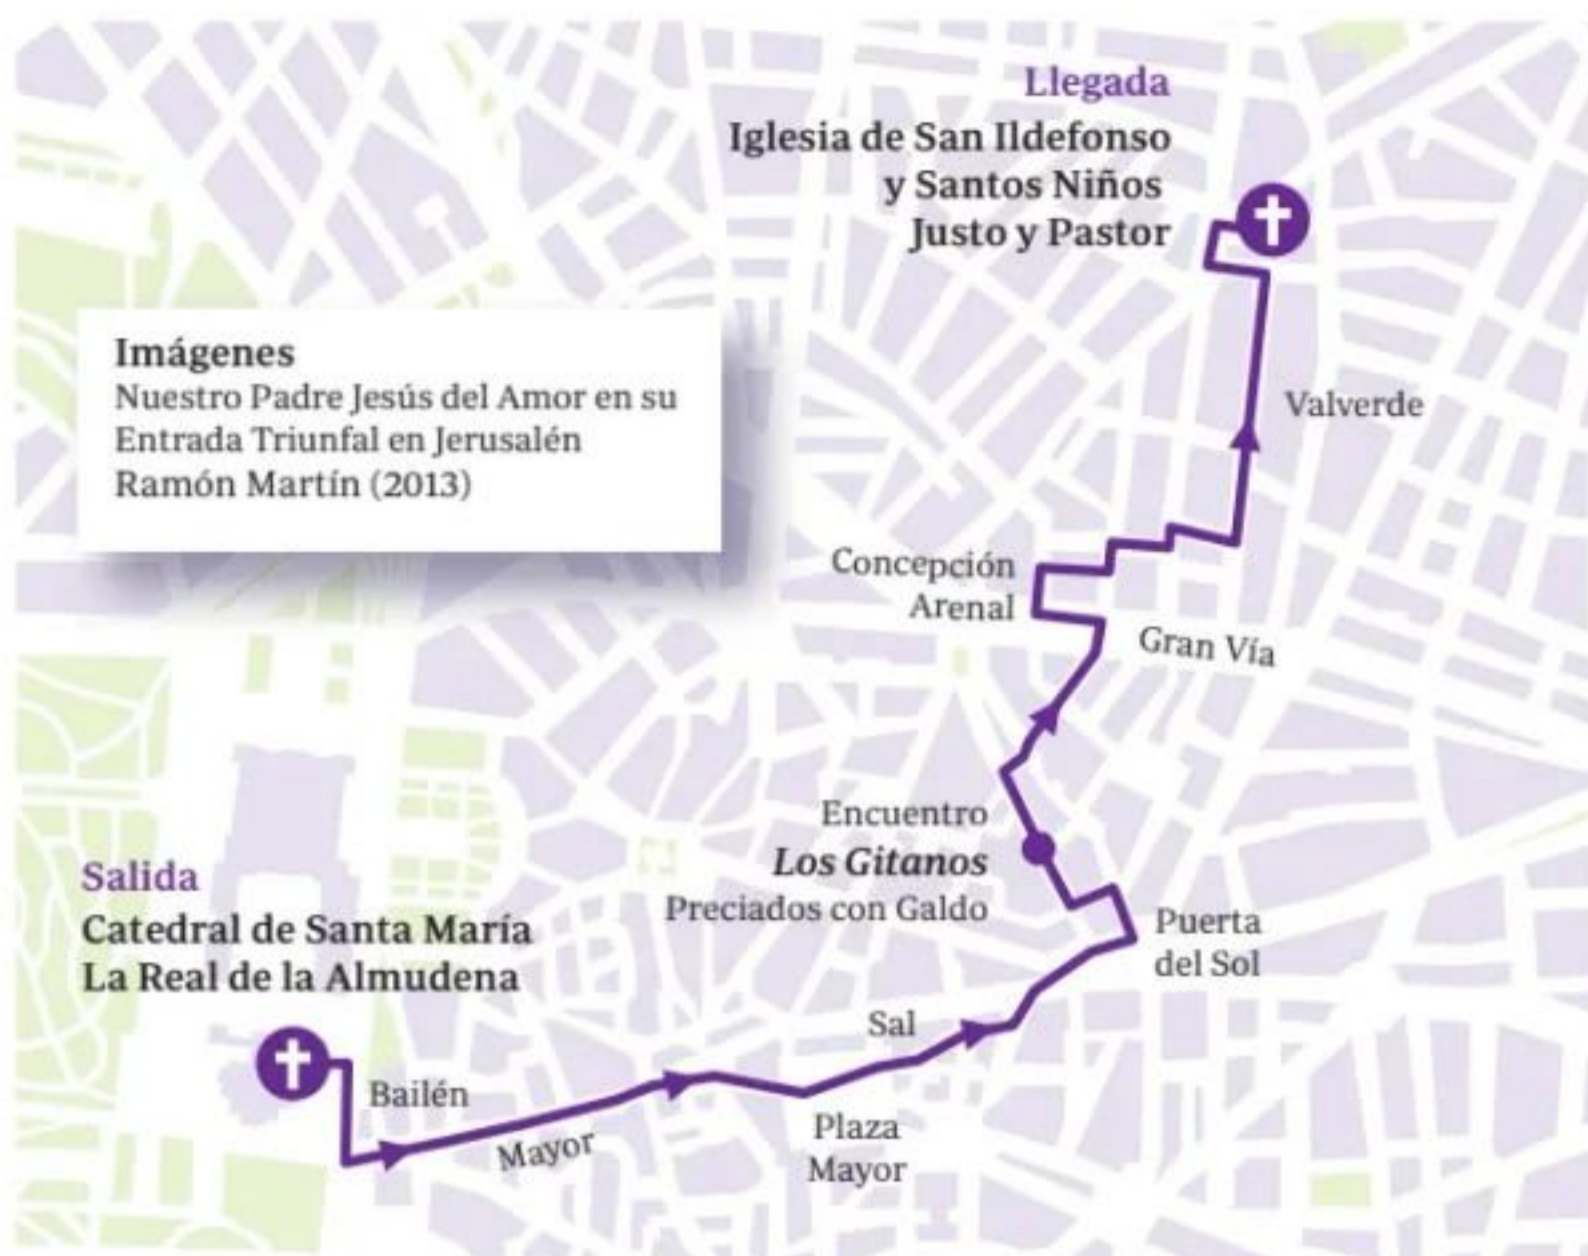 Llegada
Iglesia de San Ildefonso
y Santos Niños
Justo y Pastor
Imágenes
Nuestro Padre Jesús del Amor en su
Entrada Triunfal en Jerusalén
Ramón Martín (2013)
Valverde
Concepción
Arenal
Gran Vía
Encuentro
Los Gitanos
Preciados con Galdo
Puerta
del Sol
Salida
Catedral de Santa María
La Real de la Almudena
Sal
Bailén
Mayor
Plaza
Mayor